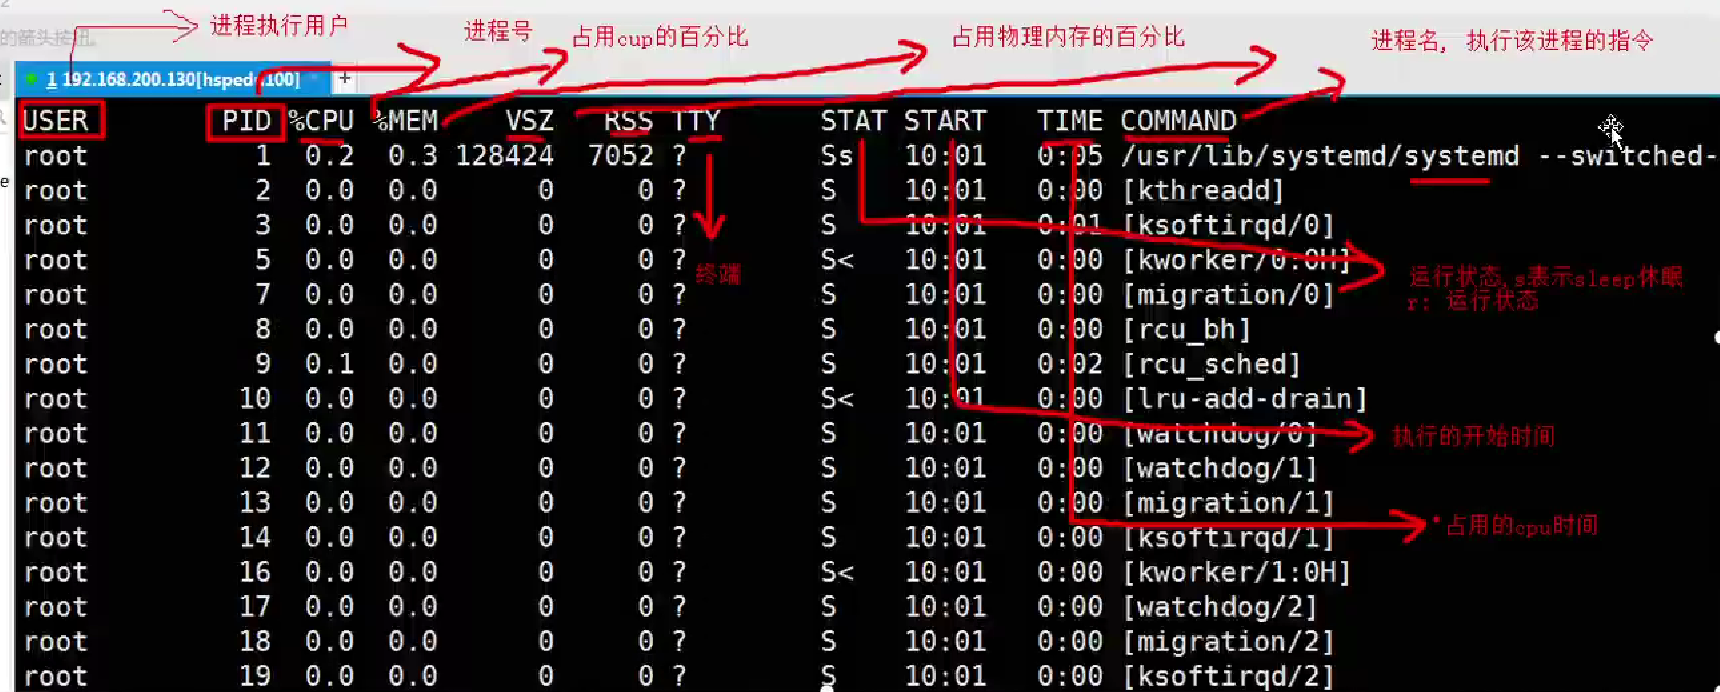 的箭头按钮。
进程执行用户
进程号
占用cup的百分比
占用物理内存的百分比
进程名, 执行该进程的指令
1 192.168.200.130[hsped 100]
+
USER PID %CPU %MEM VSZ RSS TTY STAT START TIME COMMAND
root 1 0.2 0.3 128424 7052 ? Ss 10:01 0:05 /usr/lib/systemd/systemd --switched-
root 2 0.0 0.0 0 0 ? S 10:01 0:00 [kthreadd]
root 3 0.0 0.0 0 0 ? S 10:01 0:01 [ksoftirqd/0]
root 5 0.0 0.0 0 0 ? S< 10:01 0:00 [kworker/0:0H]
终端
运行状态,s表示sleep休眠
r: 运行状态
root 7 0.0 0.0 0 0 ? S 10:01 0:00 [migration/0]
root 8 0.0 0.0 0 0 ? S 10:01 0:00 [rcu_bh]
root 9 0.1 0.0 0 0 ? S 10:01 0:02 [rcu_sched]
root 10 0.0 0.0 0 0 ? S< 10:01 0:00 [lru-add-drain]
root 11 0.0 0.0 0 0 ? S 10:01 0:00 [watchdog/0]
执行的开始时间
root 12 0.0 0.0 0 0 ? S 10:01 0:00 [watchdog/1]
root 13 0.0 0.0 0 0 ? S 10:01 0:00 [migration/1]
root 14 0.0 0.0 0 0 ? S 10:01 0:00 [ksoftirqd/1]
占用的cpu时间
root 16 0.0 0.0 0 0 ? S< 10:01 0:00 [kworker/1:0H]
root 17 0.0 0.0 0 0 ? S 10:01 0:00 [watchdog/2]
root 18 0.0 0.0 0 0 ? S 10:01 0:00 [migration/2]
root 19 0.0 0.0 0 0 ? S 10:01 0:00 [ksoftirqd/2]